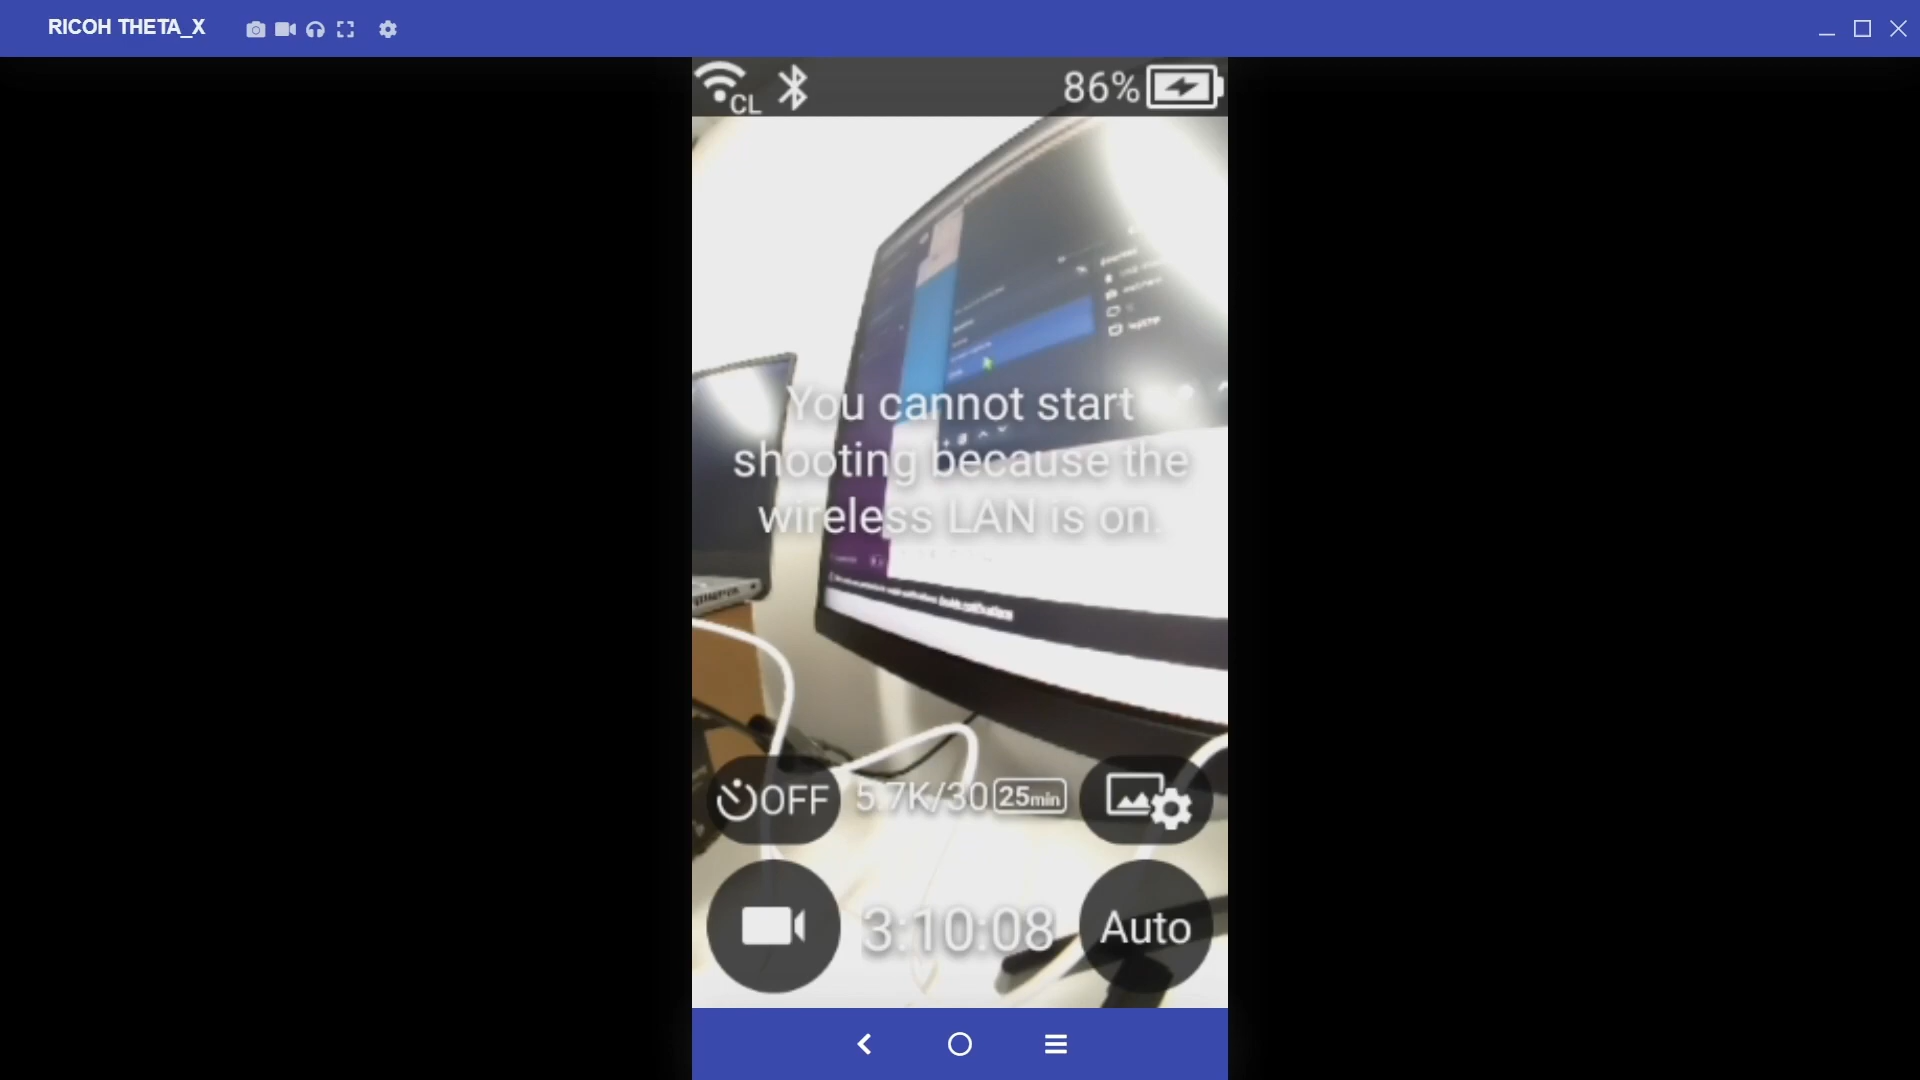 RICOH THETA_X
CL
86%
You cannot start
shooting because the
wireless LAN is on.
OFF
5.7K/30 25min
3:10:08
Auto